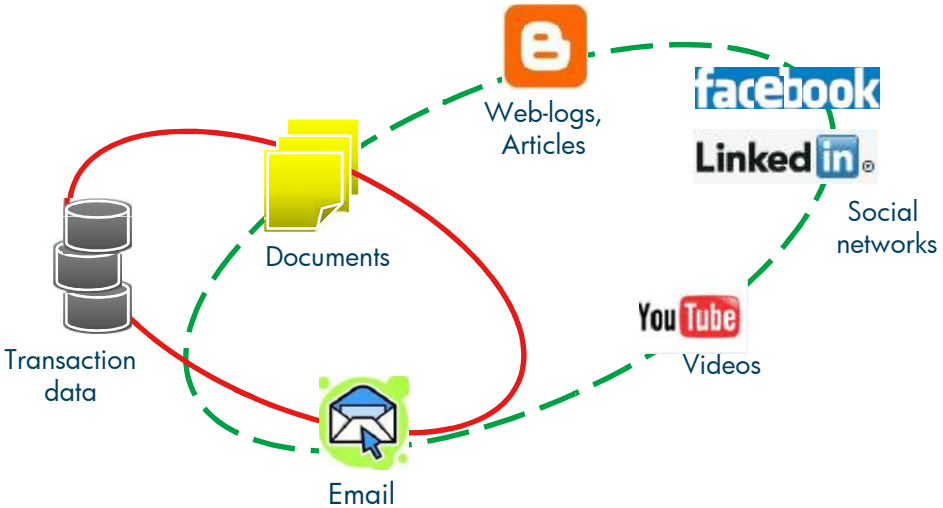 Web-logs,
Articles
facebook
Linked in ®
Social
networks
Documents
You Tube
Videos
Transaction
data
Email